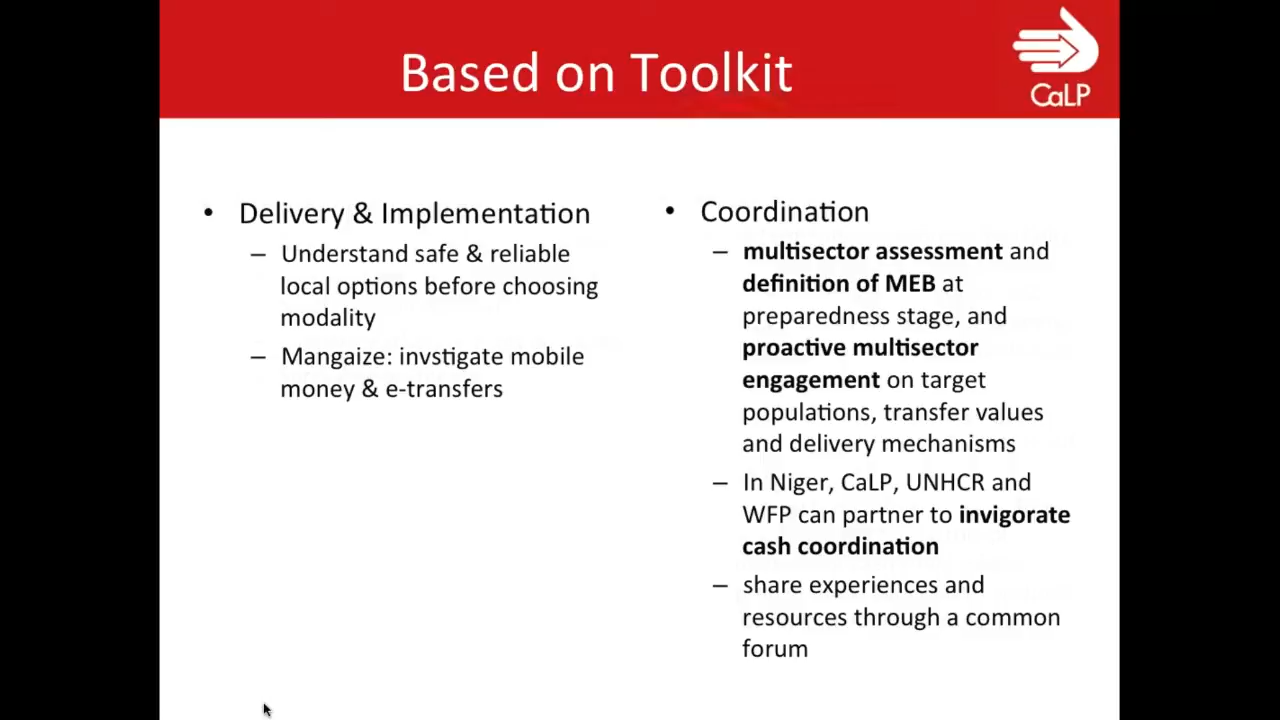 Based on Toolkit
CaLP
• Delivery & Implementation
– Understand safe & reliable
local options before choosing
modality
– Mangaize: invstigate mobile
money & e-transfers
• Coordination
– multisector assessment and
definition of MEB at
preparedness stage, and
proactive multisector
engagement on target
populations, transfer values
and delivery mechanisms
– In Niger, CaLP, UNHCR and
WFP can partner to invigorate
cash coordination
– share experiences and
resources through a common
forum